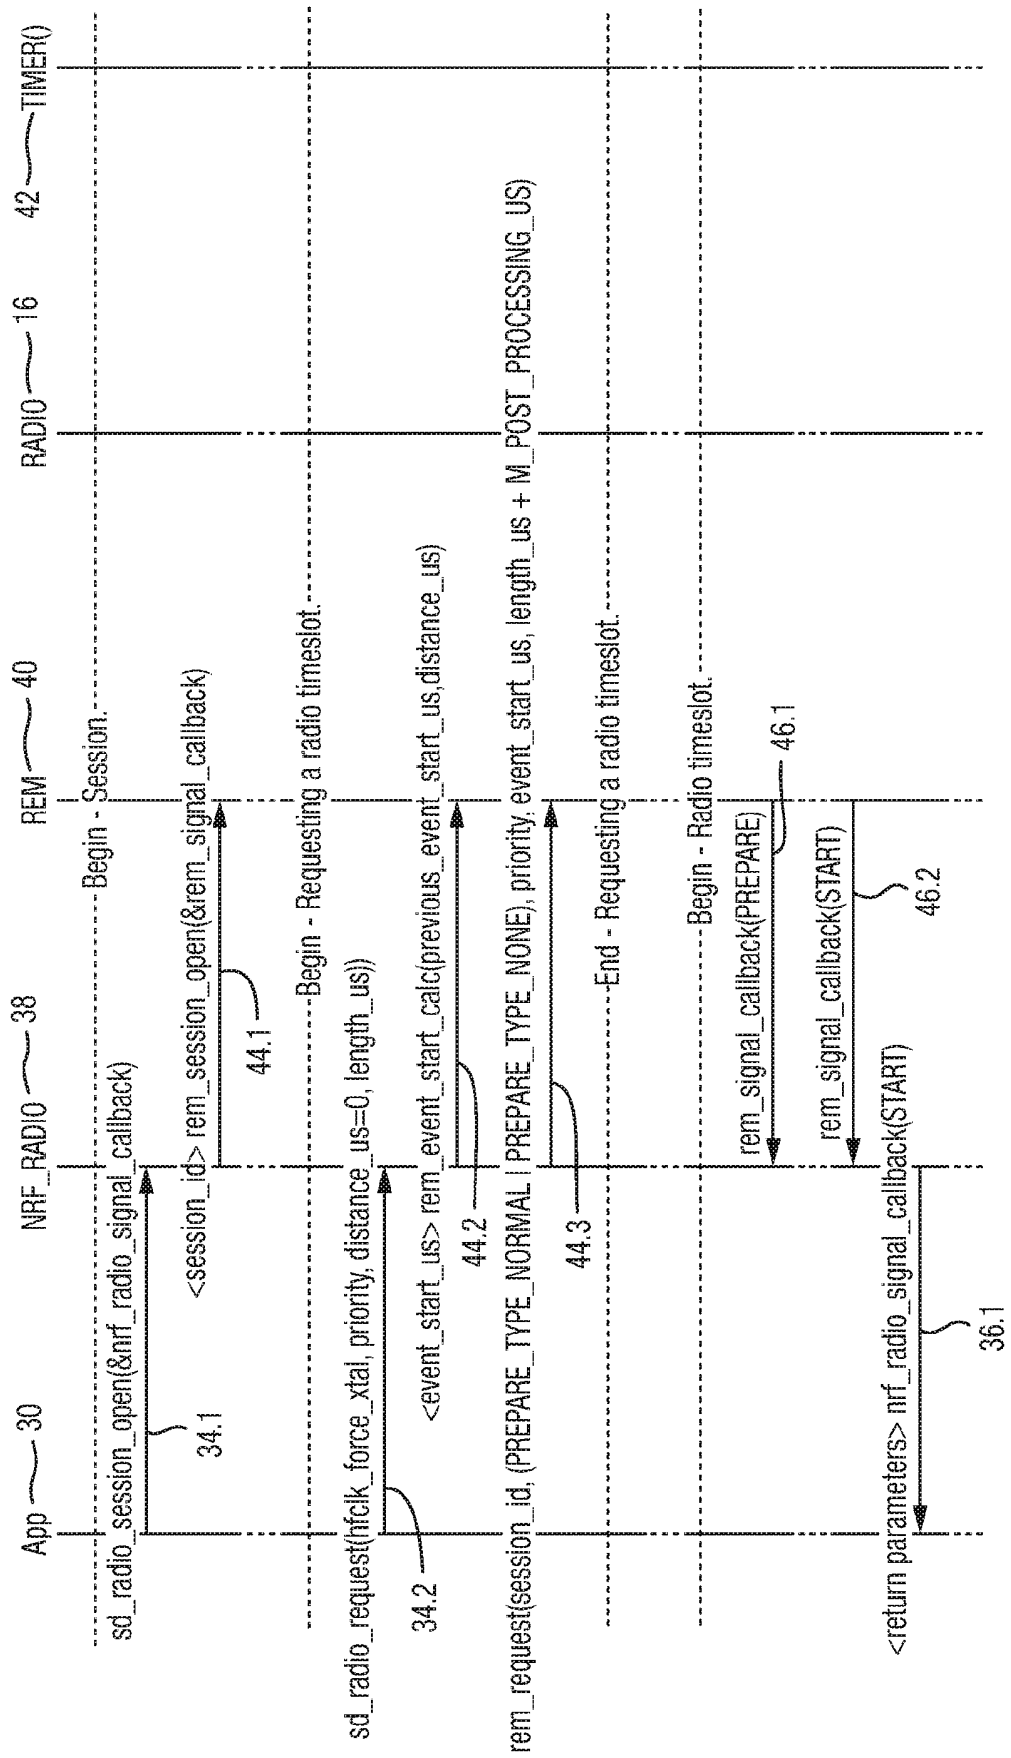 App 30
NRF_RADIO 38
REM 40
RADIO 16
42 TIMER()
Begin - Session.
sd_radio_session_open(&nrf_radio_signal_callback)
34.1
<session_id> rem_session_open(&rem_signal_callback)
44.1
Begin - Requesting a radio timeslot.
sd_radio_request(hfclk_force_xtal, priority, distance_us=0, length_us))
34.2
<event_start_us> rem_event_start_calc(previous_event_start_us,distance_us)
44.2
rem_request(session_id, (PREPARE_TYPE_NORMAL | PREPARE_TYPE_NONE), priority, event_start_us, length_us + M_POST_PROCESSING_US)
44.3
End - Requesting a radio timeslot.
Begin - Radio timeslot.
rem_signal_callback(PREPARE)
46.1
rem_signal_callback(START)
46.2
<return parameters> nrf_radio_signal_callback(START)
36.1